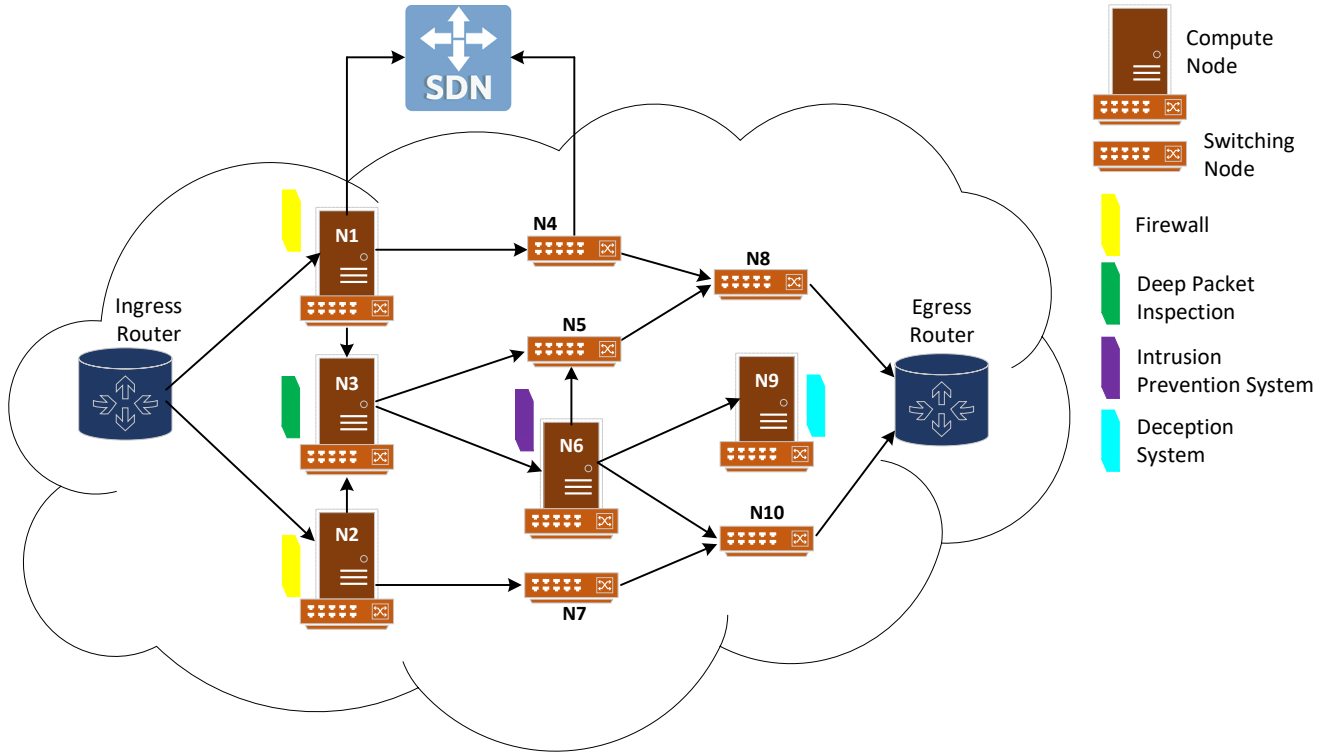 SDN
Compute
Node
Switching
Node
Firewall
Deep Packet
Inspection
Intrusion
Prevention System
Deception
System
Ingress
Router
Egress
Router
N1
N4
N8
N5
N3
N9
N6
N2
N10
N7